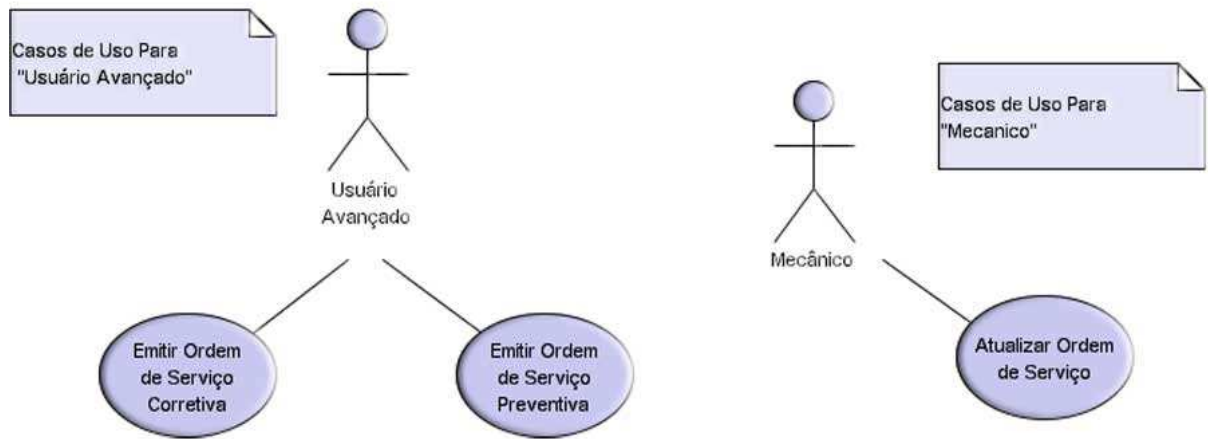 Casos de Uso Para
"Usuário Avançado"
Usuário
Avançado
Emitir Ordem
de Serviço
Corretiva
Emitir Ordem
de Serviço
Preventiva
Casos de Uso Para
"Mecanico"
Mecânico
Atualizar Ordem
de Serviço